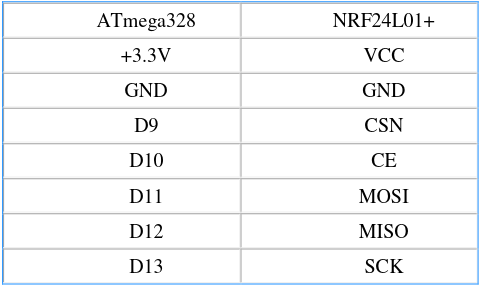 ATmega328 NRF24L01+
+3.3V VCC
GND GND
D9 CSN
D10 CE
D11 MOSI
D12 MISO
D13 SCK